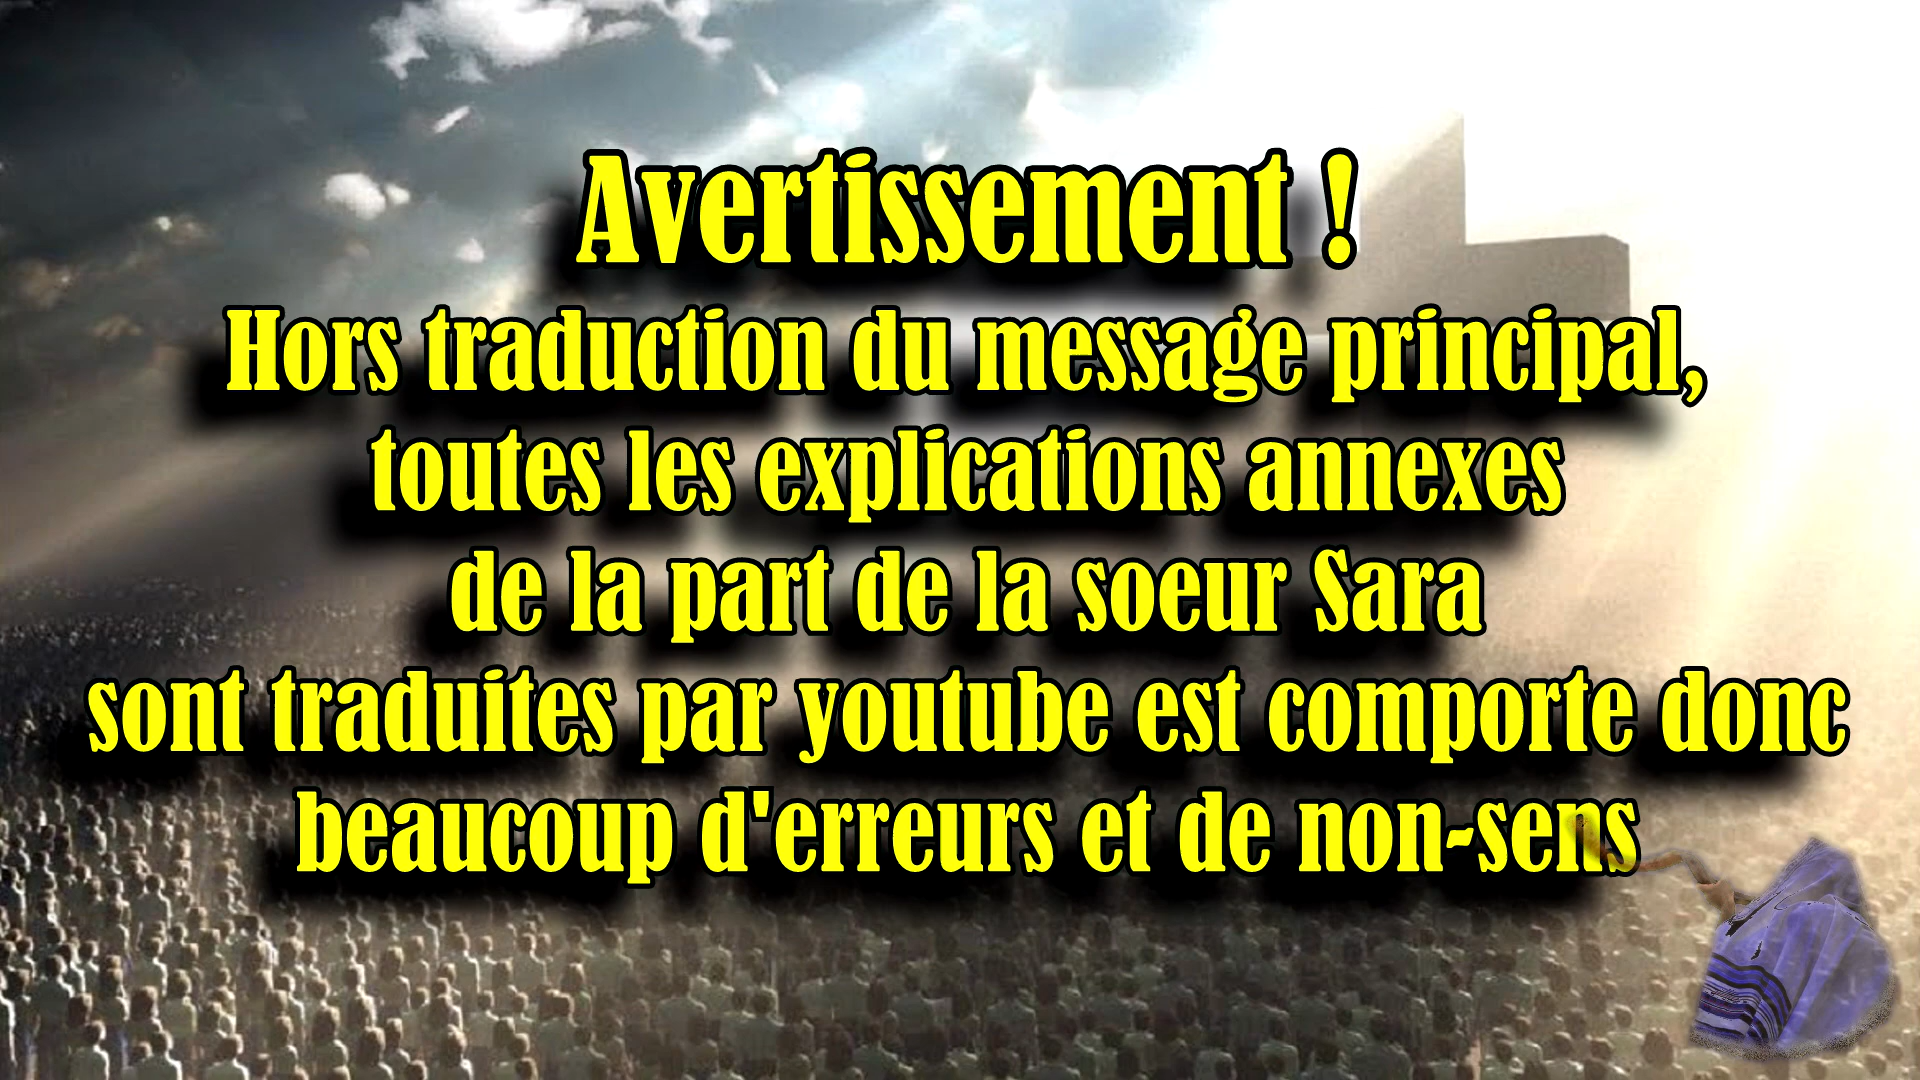 Avertissement !
Hors traduction du message principal,
toutes les explications annexes
de la part de la soeur Sara
sont traduites par youtube est comporte donc
beaucoup d'erreurs et de non-sens